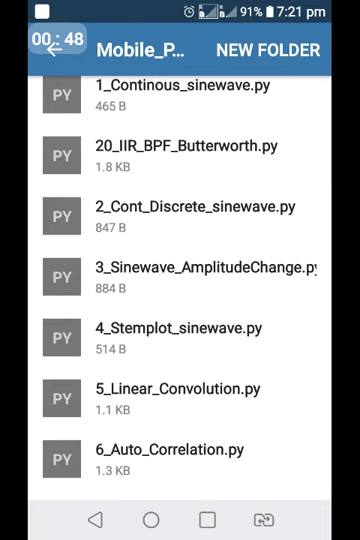 91% 7:21 pm
00: 48
Mobile_P... NEW FOLDER
PY 1_Continous_sinewave.py
465 B
PY 20_IIR_BPF_Butterworth.py
1.8 KB
PY 2_Cont_Discrete_sinewave.py
847 B
PY 3_Sinewave_AmplitudeChange.py
884 B
PY 4_Stemplot_sinewave.py
514 B
PY 5_Linear_Convolution.py
1.1 KB
PY 6_Auto_Correlation.py
1.3 KB